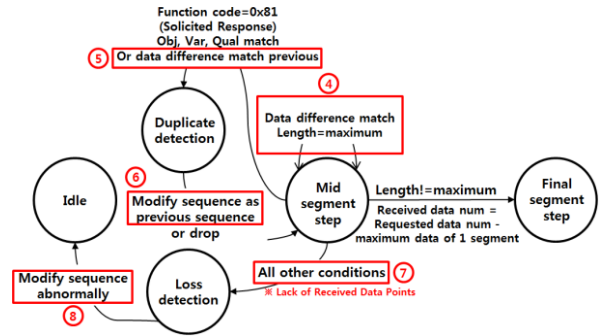 Function code=0x81
(Solicited Response)
Obj, Var, Qual match
⑤ Or data difference match previous
④
Data difference match
Length=maximum
Duplicate
detection
⑥
Modify sequence as
previous sequence
or drop
Idle
Mid
segment
step
Length!=maximum
Received data num =
Requested data num -
maximum data of 1 segment
Final
segment
step
All other conditions ⑦
※ Lack of Received Data Points
Modify sequence
abnormally
⑧
Loss
detection